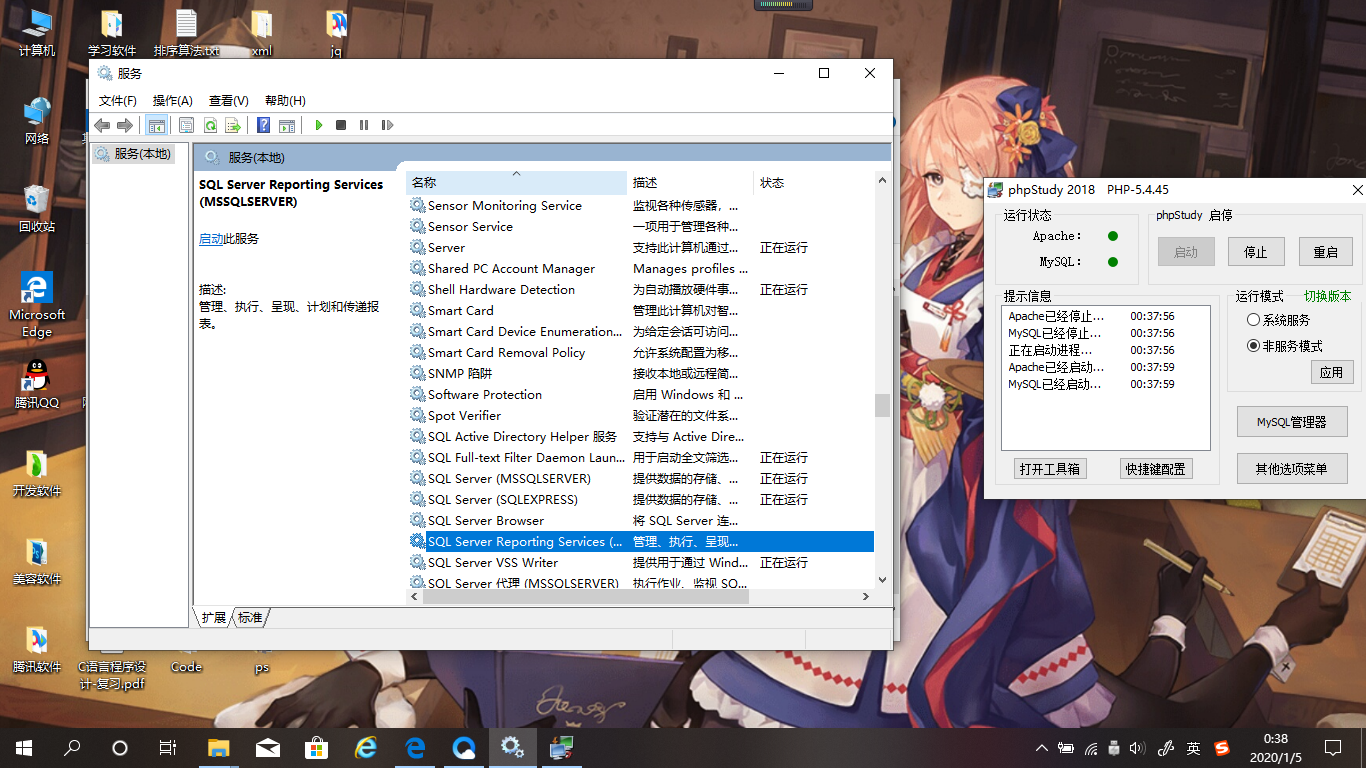 计算机
学习软件
排序算法.txt
xml
jq
网络
回收站
Microsoft
Edge
腾讯QQ
开发软件
美容软件
腾讯软件
C语言程序设
计-复习.pdf
Code
ps
服务
文件(F) 操作(A) 查看(V) 帮助(H)
服务(本地)
服务(本地)
SQL Server Reporting Services
(MSSQLSERVER)
启动此服务
描述:
管理、执行、呈现、计划和传递报
表。
名称 描述 状态
Sensor Monitoring Service 监视各种传感器，...
Sensor Service 一项用于管理各种...
Server 支持此计算机通过... 正在运行
Shared PC Account Manager Manages profiles ...
Shell Hardware Detection 为自动播放硬件事... 正在运行
Smart Card 管理此计算机对智...
Smart Card Device Enumeration... 为给定会话可访问...
Smart Card Removal Policy 允许系统配置为移...
SNMP 陷阱 接收本地或远程简...
Software Protection 启用 Windows 和 ...
Spot Verifier 验证潜在的文件系...
SQL Active Directory Helper 服务 支持与 Active Dire...
SQL Full-text Filter Daemon Laun... 用于启动全文筛选... 正在运行
SQL Server (MSSQLSERVER) 提供数据的存储、... 正在运行
SQL Server (SQLEXPRESS) 提供数据的存储、... 正在运行
SQL Server Browser 将 SQL Server 连...
SQL Server Reporting Services (... 管理、执行、呈现...
SQL Server VSS Writer 提供用于通过 Wind... 正在运行
SQL Server 代理 (MSSQLSERVER) 执行作业、监视 SQ...
扩展 标准
phpStudy 2018 PHP-5.4.45
运行状态
Apache:
MySQL:
phpStudy 启停
启动 停止 重启
提示信息
Apache已经停止... 00:37:56
MySQL已经停止... 00:37:56
正在启动进程... 00:37:56
Apache已经启动... 00:37:59
MySQL已经启动... 00:37:59
打开工具箱 快捷键配置
运行模式 切换版本
系统服务
非服务模式
应用
MySQL管理器
其他选项菜单
英
0:38
2020/1/5